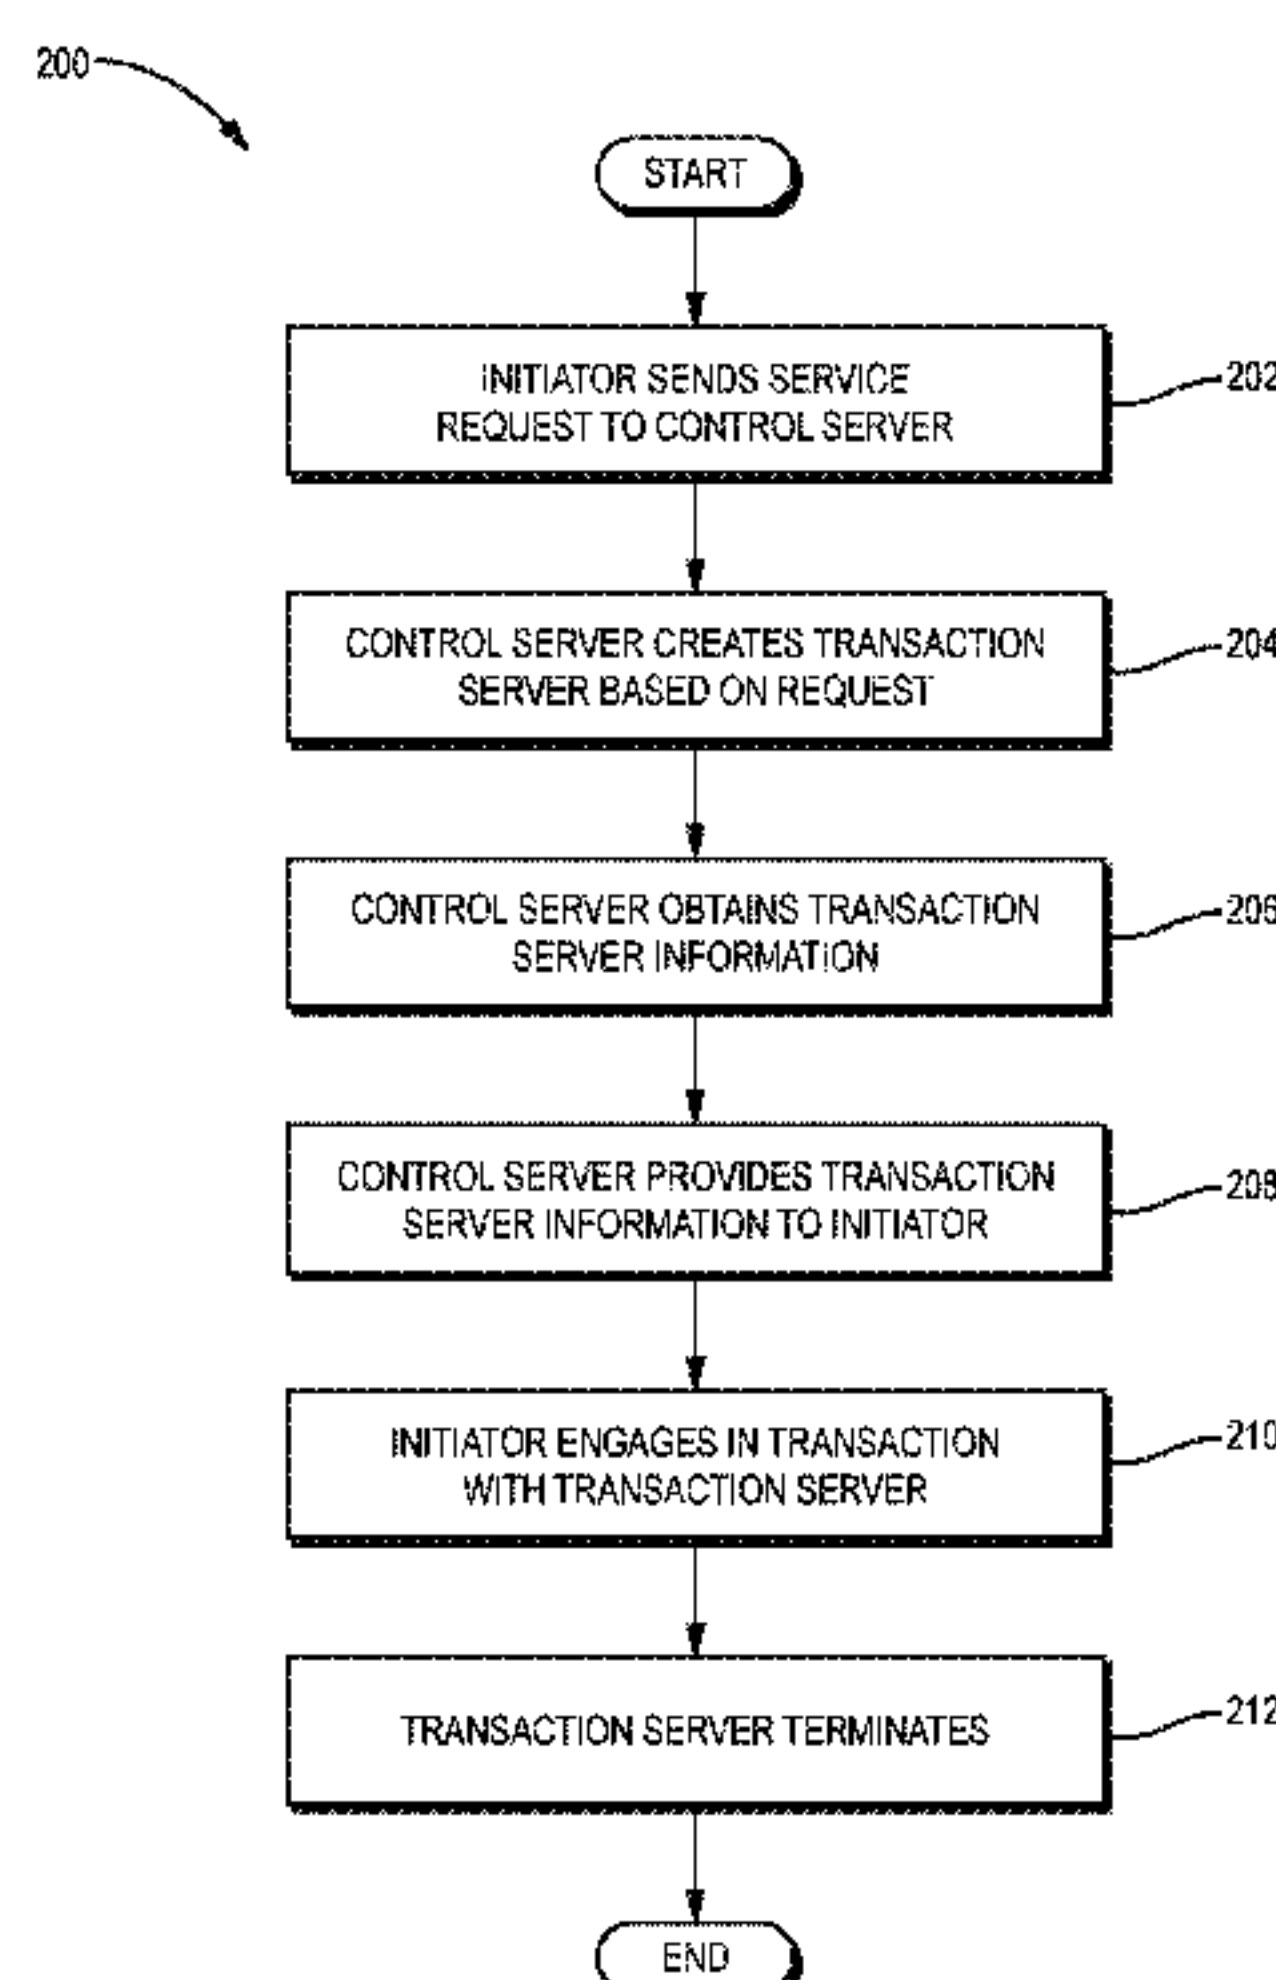 200
START
INITIATOR SENDS SERVICE
REQUEST TO CONTROL SERVER
202
CONTROL SERVER CREATES TRANSACTION
SERVER BASED ON REQUEST
204
CONTROL SERVER OBTAINS TRANSACTION
SERVER INFORMATION
206
CONTROL SERVER PROVIDES TRANSACTION
SERVER INFORMATION TO INITIATOR
208
INITIATOR ENGAGES IN TRANSACTION
WITH TRANSACTION SERVER
210
TRANSACTION SERVER TERMINATES
212
END